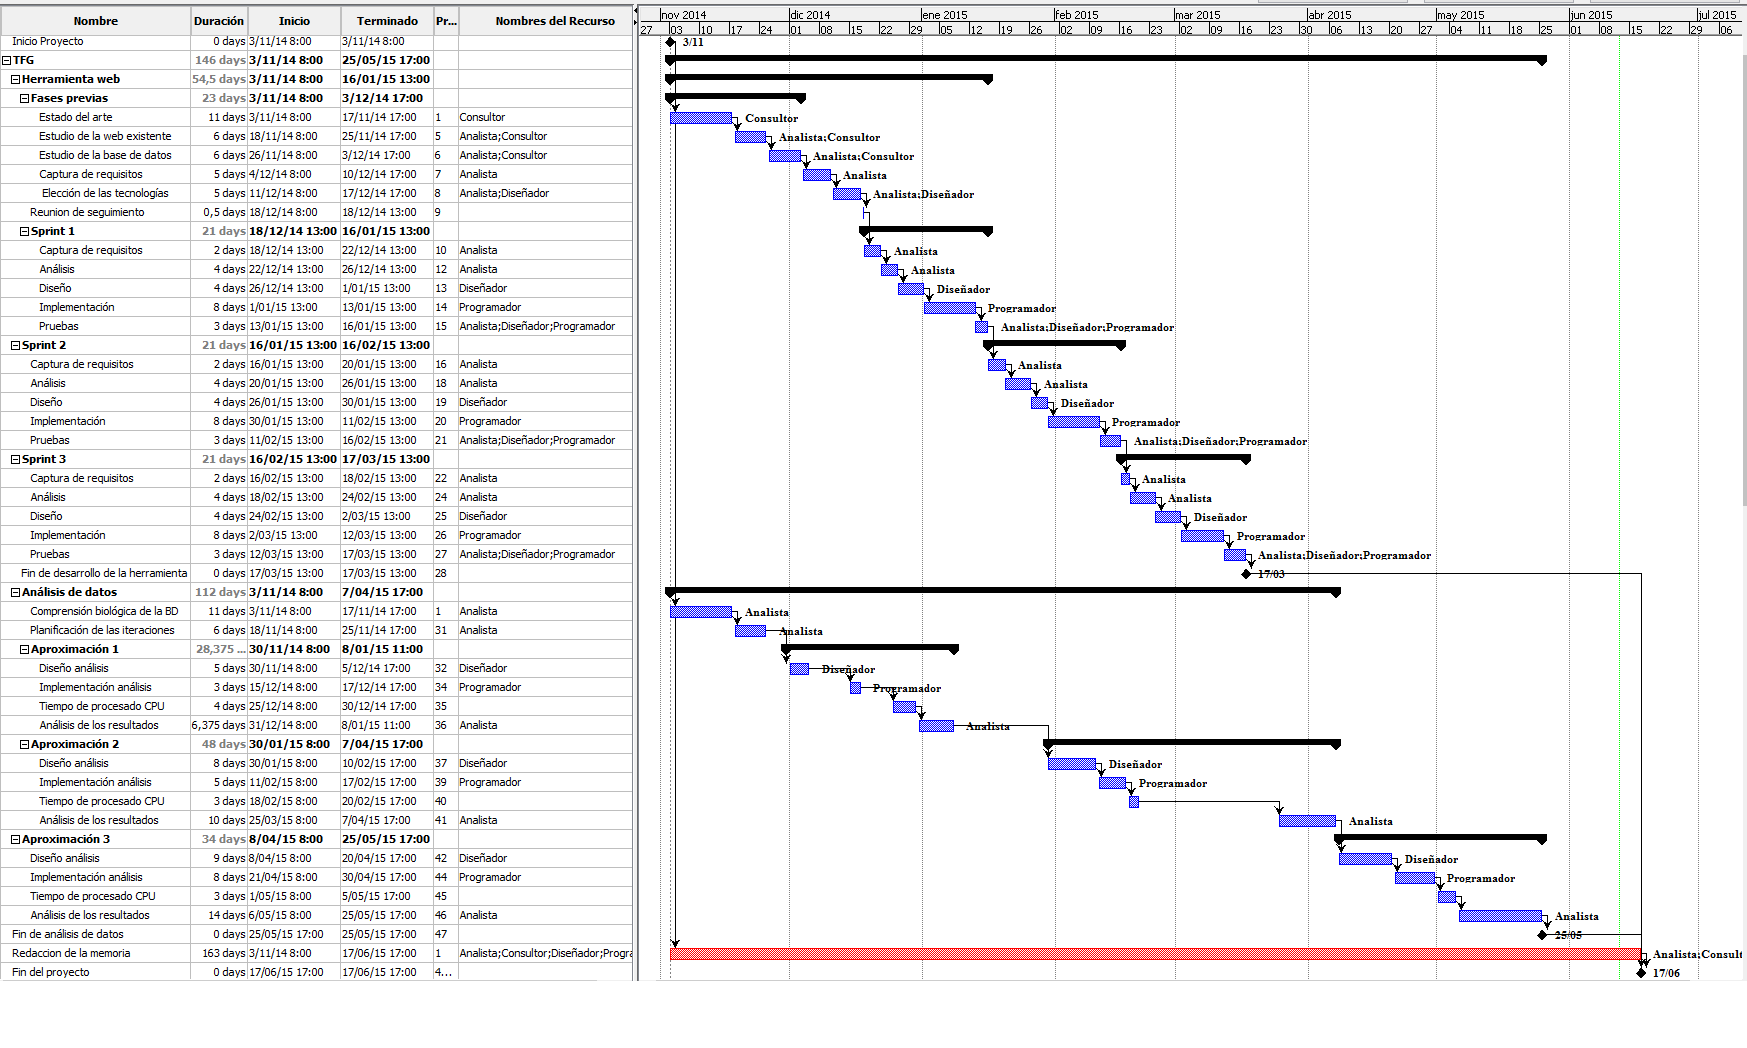 Nombre Duración Inicio Terminado Pr... Nombres del Recurso
nov 2014 dic 2014 ene 2015 feb 2015 mar 2015 abr 2015 may 2015 jun 2015 jul 2015
27 03 10 17 24 01 08 15 22 29 05 12 19 26 02 09 16 23 02 09 16 23 30 06 13 20 27 04 11 18 25 01 08 15 22 29 06
Inicio Proyecto 0 days 3/11/14 8:00 3/11/14 8:00 3/11
TFG 146 days 3/11/14 8:00 25/05/15 17:00
Herramienta web 54,5 days 3/11/14 8:00 16/01/15 13:00
Fases previas 23 days 3/11/14 8:00 3/12/14 17:00
Estado del arte 11 days 3/11/14 8:00 17/11/14 17:00 1 Consultor Consultor
Estudio de la web existente 6 days 18/11/14 8:00 25/11/14 17:00 5 Analista;Consultor Analista;Consultor
Estudio de la base de datos 6 days 26/11/14 8:00 3/12/14 17:00 6 Analista;Consultor Analista;Consultor
Captura de requisitos 5 days 4/12/14 8:00 10/12/14 17:00 7 Analista Analista
Elección de las tecnologías 5 days 11/12/14 8:00 17/12/14 17:00 8 Analista;Diseñador Analista;Diseñador
Reunion de seguimiento 0,5 days 18/12/14 8:00 18/12/14 13:00 9
Sprint 1 21 days 18/12/14 13:00 16/01/15 13:00
Captura de requisitos 2 days 18/12/14 13:00 22/12/14 13:00 10 Analista Analista
Análisis 4 days 22/12/14 13:00 26/12/14 13:00 12 Analista Analista
Diseño 4 days 26/12/14 13:00 1/01/15 13:00 13 Diseñador Diseñador
Implementación 8 days 1/01/15 13:00 13/01/15 13:00 14 Programador Programador
Pruebas 3 days 13/01/15 13:00 16/01/15 13:00 15 Analista;Diseñador;Programador Analista;Diseñador;Programador
Sprint 2 21 days 16/01/15 13:00 16/02/15 13:00
Captura de requisitos 2 days 16/01/15 13:00 20/01/15 13:00 16 Analista Analista
Análisis 4 days 20/01/15 13:00 26/01/15 13:00 18 Analista Analista
Diseño 4 days 26/01/15 13:00 30/01/15 13:00 19 Diseñador Diseñador
Implementación 8 days 30/01/15 13:00 11/02/15 13:00 20 Programador Programador
Pruebas 3 days 11/02/15 13:00 16/02/15 13:00 21 Analista;Diseñador;Programador Analista;Diseñador;Programador
Sprint 3 21 days 16/02/15 13:00 17/03/15 13:00
Captura de requisitos 2 days 16/02/15 13:00 18/02/15 13:00 22 Analista Analista
Análisis 4 days 18/02/15 13:00 24/02/15 13:00 24 Analista Analista
Diseño 4 days 24/02/15 13:00 2/03/15 13:00 25 Diseñador Diseñador
Implementación 8 days 2/03/15 13:00 12/03/15 13:00 26 Programador Programador
Pruebas 3 days 12/03/15 13:00 17/03/15 13:00 27 Analista;Diseñador;Programador Analista;Diseñador;Programador
Fin de desarrollo de la herramienta 0 days 17/03/15 13:00 17/03/15 13:00 28 17/03
Análisis de datos 112 days 3/11/14 8:00 7/04/15 17:00
Comprensión biológica de la BD 11 days 3/11/14 8:00 17/11/14 17:00 1 Analista Analista
Planificación de las iteraciones 6 days 18/11/14 8:00 25/11/14 17:00 31 Analista Analista
Aproximación 1 28,375 ... 30/11/14 8:00 8/01/15 11:00
Diseño análisis 5 days 30/11/14 8:00 5/12/14 17:00 32 Diseñador Diseñador
Implementación análisis 3 days 15/12/14 8:00 17/12/14 17:00 34 Programador Programador
Tiempo de procesado CPU 4 days 25/12/14 8:00 30/12/14 17:00 35
Análisis de los resultados 6,375 days 31/12/14 8:00 8/01/15 11:00 36 Analista Analista
Aproximación 2 48 days 30/01/15 8:00 7/04/15 17:00
Diseño análisis 8 days 30/01/15 8:00 10/02/15 17:00 37 Diseñador Diseñador
Implementación análisis 5 days 11/02/15 8:00 17/02/15 17:00 39 Programador Programador
Tiempo de procesado CPU 3 days 18/02/15 8:00 20/02/15 17:00 40
Análisis de los resultados 10 days 25/03/15 8:00 7/04/15 17:00 41 Analista Analista
Aproximación 3 34 days 8/04/15 8:00 25/05/15 17:00
Diseño análisis 9 days 8/04/15 8:00 20/04/15 17:00 42 Diseñador Diseñador
Implementación análisis 8 days 21/04/15 8:00 30/04/15 17:00 44 Programador Programador
Tiempo de procesado CPU 3 days 1/05/15 8:00 5/05/15 17:00 45
Análisis de los resultados 14 days 6/05/15 8:00 25/05/15 17:00 46 Analista Analista
Fin de análisis de datos 0 days 25/05/15 17:00 25/05/15 17:00 47 25/05
Redaccion de la memoria 163 days 3/11/14 8:00 17/06/15 17:00 1 Analista;Consultor;Diseñador;Progra Analista;Consult
Fin del proyecto 0 days 17/06/15 17:00 17/06/15 17:00 4... 17/06